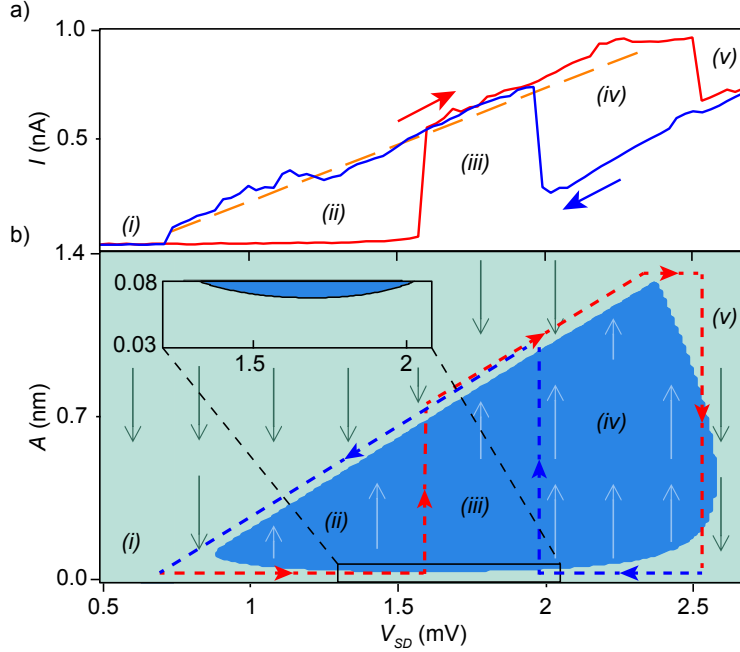 a)
1.0
0.5
I (nA)
(i)
(ii)
(iii)
(iv)
(v)
b)
1.4
0.7
0.0
A (nm)
0.08
0.03
1.5
2
(i)
(ii)
(iii)
(iv)
(v)
0.5
1
1.5
2
2.5
V_SD (mV)